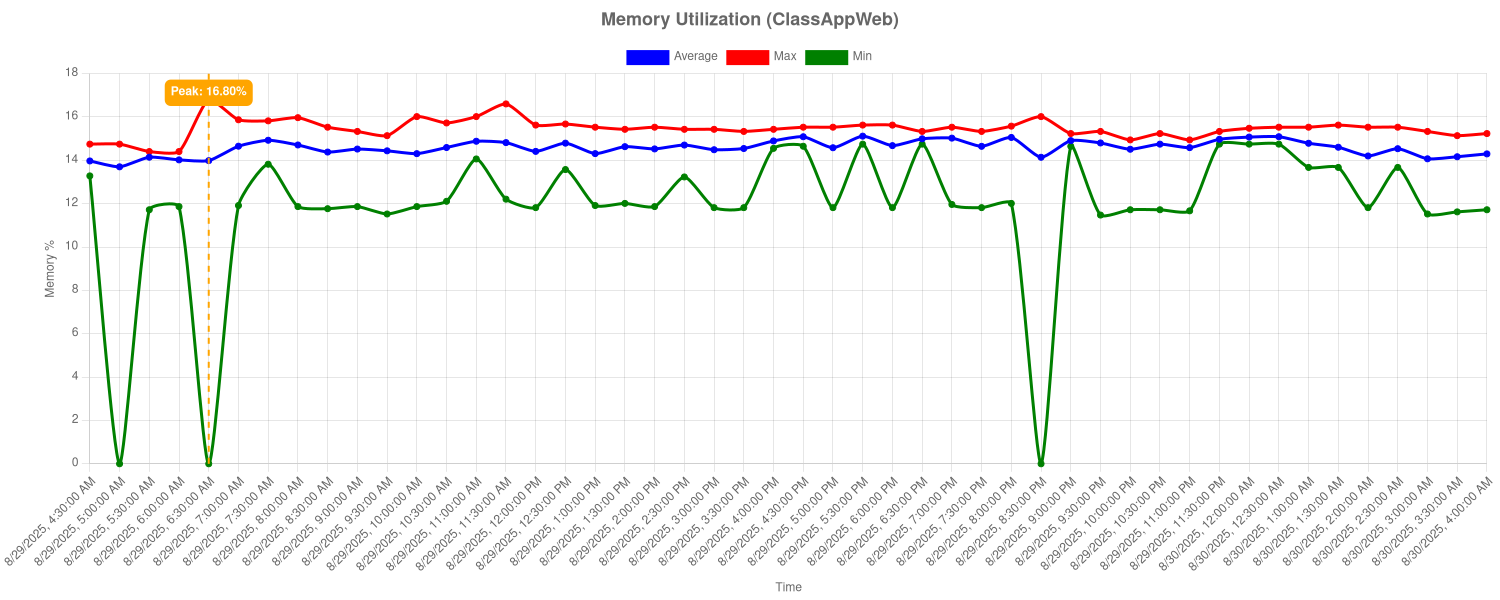 Memory Utilization (ClassAppWeb)
Average Max Min
18
Peak: 16.80%
16
14
12
10
8
6
4
2
0
Memory %
8/29/2025, 4:30:00 AM
8/29/2025, 5:00:00 AM
8/29/2025, 5:30:00 AM
8/29/2025, 6:00:00 AM
8/29/2025, 6:30:00 AM
8/29/2025, 7:00:00 AM
8/29/2025, 7:30:00 AM
8/29/2025, 8:00:00 AM
8/29/2025, 8:30:00 AM
8/29/2025, 9:00:00 AM
8/29/2025, 9:30:00 AM
8/29/2025, 10:00:00 AM
8/29/2025, 10:30:00 AM
8/29/2025, 11:00:00 AM
8/29/2025, 11:30:00 AM
8/29/2025, 12:00:00 PM
8/29/2025, 12:30:00 PM
8/29/2025, 1:00:00 PM
8/29/2025, 1:30:00 PM
8/29/2025, 2:00:00 PM
8/29/2025, 2:30:00 PM
8/29/2025, 3:00:00 PM
8/29/2025, 3:30:00 PM
8/29/2025, 4:00:00 PM
8/29/2025, 4:30:00 PM
8/29/2025, 5:00:00 PM
8/29/2025, 5:30:00 PM
8/29/2025, 6:00:00 PM
8/29/2025, 6:30:00 PM
8/29/2025, 7:00:00 PM
8/29/2025, 7:30:00 PM
8/29/2025, 8:00:00 PM
8/29/2025, 8:30:00 PM
8/29/2025, 9:00:00 PM
8/29/2025, 9:30:00 PM
8/29/2025, 10:00:00 PM
8/29/2025, 10:30:00 PM
8/29/2025, 11:00:00 PM
8/29/2025, 11:30:00 PM
8/30/2025, 12:00:00 AM
8/30/2025, 12:30:00 AM
8/30/2025, 1:00:00 AM
8/30/2025, 1:30:00 AM
8/30/2025, 2:00:00 AM
8/30/2025, 2:30:00 AM
8/30/2025, 3:00:00 AM
8/30/2025, 3:30:00 AM
8/30/2025, 4:00:00 AM
Time